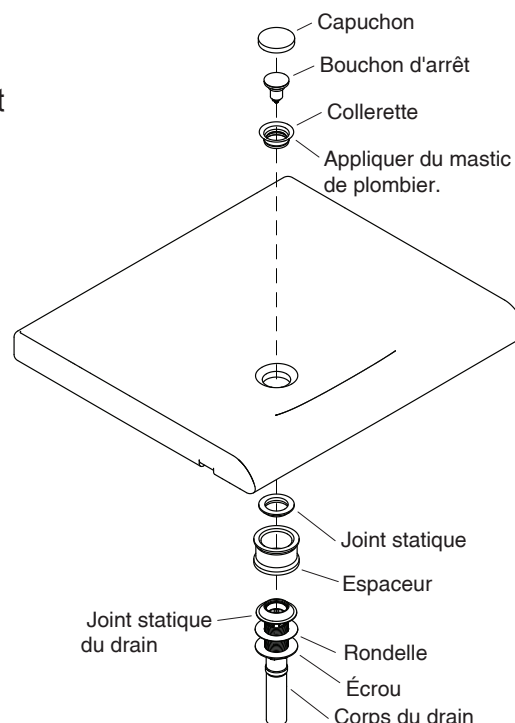 Capuchon
Bouchon d'arrêt
t
Collerette
Appliquer du mastic
de plombier.
Joint statique
Espaceur
Joint statique
du drain
Rondelle
Écrou
Corps du drain